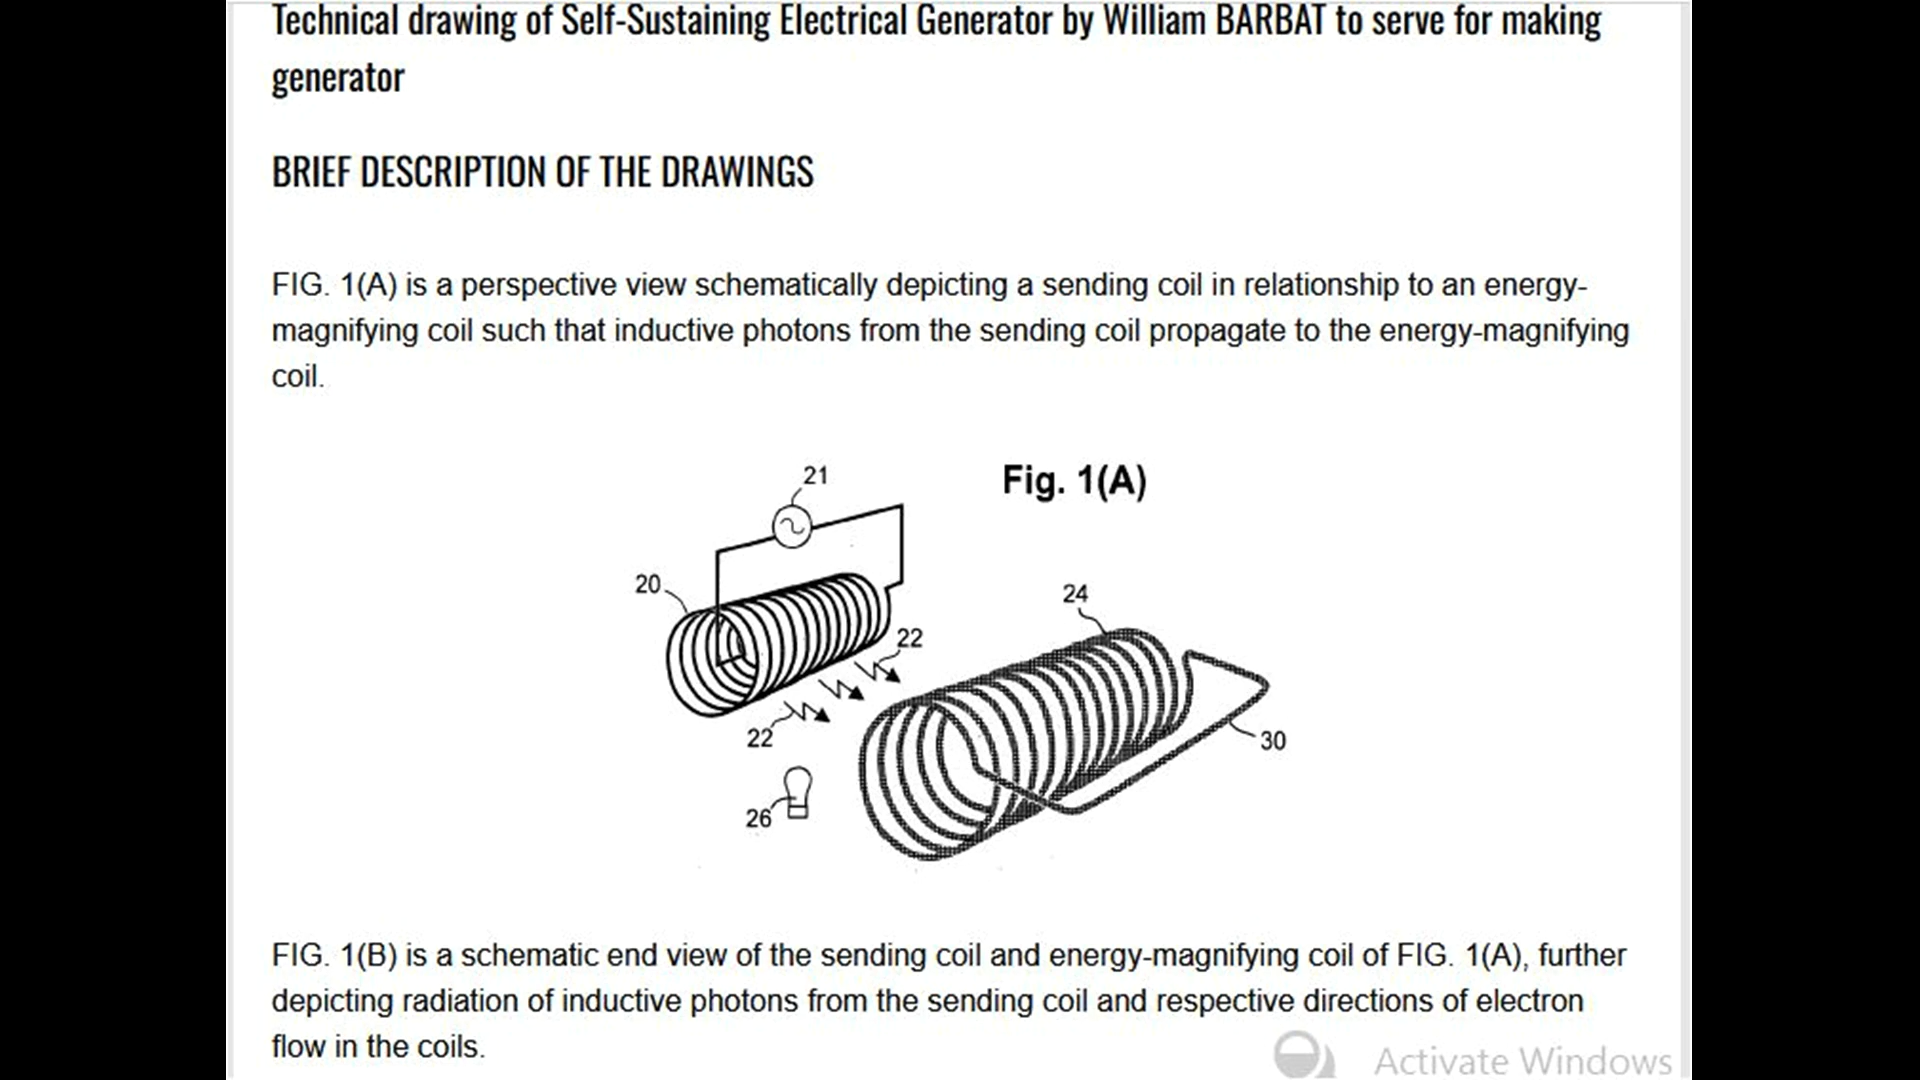 Technical drawing of Self-Sustaining Electrical Generator by William BARBAT to serve for making
generator
BRIEF DESCRIPTION OF THE DRAWINGS
FIG. 1(A) is a perspective view schematically depicting a sending coil in relationship to an energy-
magnifying coil such that inductive photons from the sending coil propagate to the energy-magnifying
coil.
21
Fig. 1(A)
20
24
22
22
30
26
FIG. 1(B) is a schematic end view of the sending coil and energy-magnifying coil of FIG. 1(A), further
depicting radiation of inductive photons from the sending coil and respective directions of electron
flow in the coils.
Activate Windows